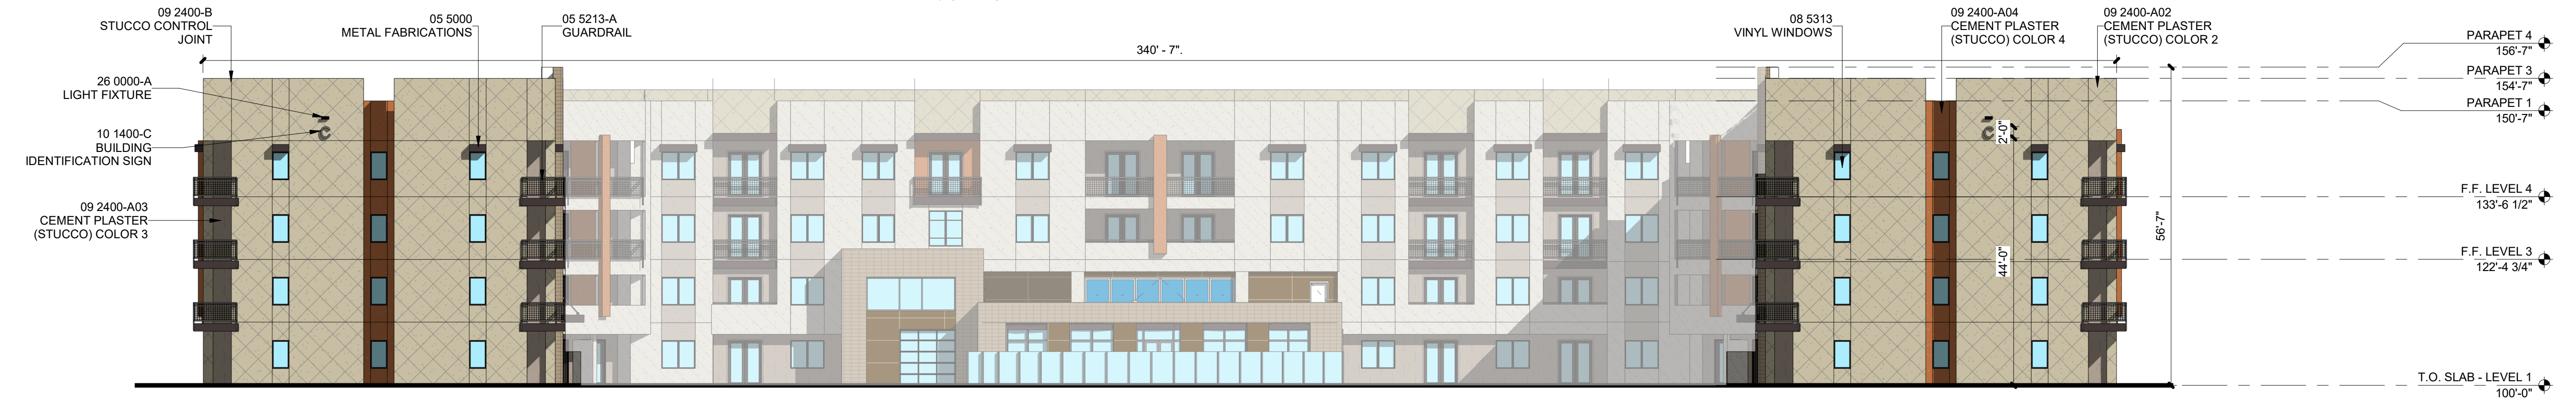 09 2400-B
STUCCO CONTROL
JOINT
05 5000
METAL FABRICATIONS
05 5213-A
GUARDRAIL
08 5313
VINYL WINDOWS
09 2400-A04
CEMENT PLASTER
(STUCCO) COLOR 4
09 2400-A02
CEMENT PLASTER
(STUCCO) COLOR 2
340' - 7".
26 0000-A
LIGHT FIXTURE
10 1400-C
BUILDING
IDENTIFICATION SIGN
09 2400-A03
CEMENT PLASTER
(STUCCO) COLOR 3
C
C
2'-0"
44'-0"
56'-7"
PARAPET 4
156'-7"
PARAPET 3
154'-7"
PARAPET 1
150'-7"
F.F. LEVEL 4
133'-6 1/2"
F.F. LEVEL 3
122'-4 3/4"
T.O. SLAB - LEVEL 1
100'-0"